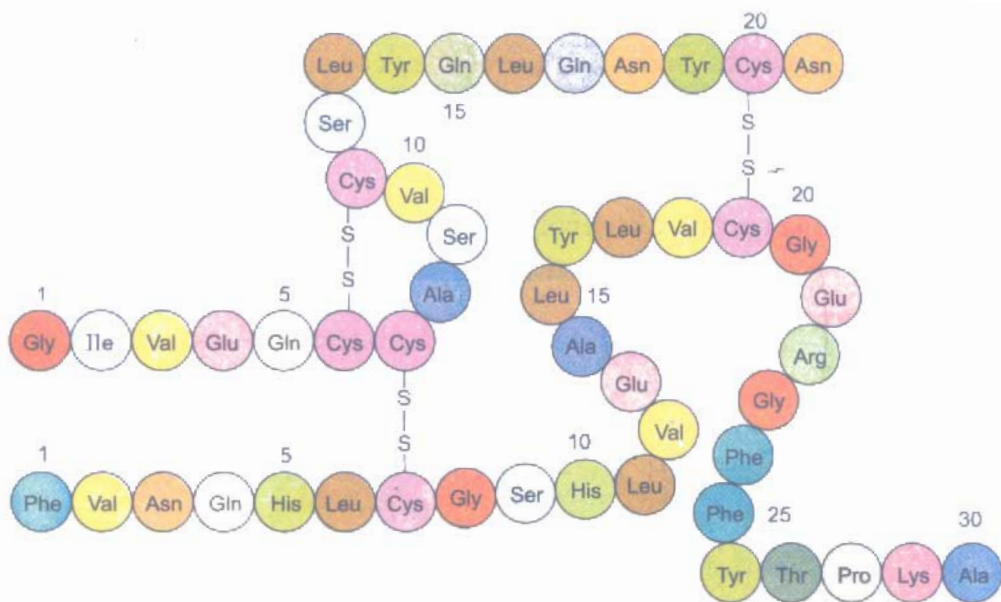 20
Leu Tyr Gln Leu Gln Asn Tyr Cys Asn
15
Ser
S
10
Cys Val
S
20
Ser
S
Tyr Leu Val Cys Gly
S
Ala
Leu
15
Glu
1 5
Gly Ile Val Glu Gln Cys Cys
Ala
Arg
Glu
Gly
S
Val
S
Phe
1 5 10
Phe Val Asn Gln His Leu Cys Gly Ser His Leu
Phe
25 30
Tyr Thr Pro Lys Ala